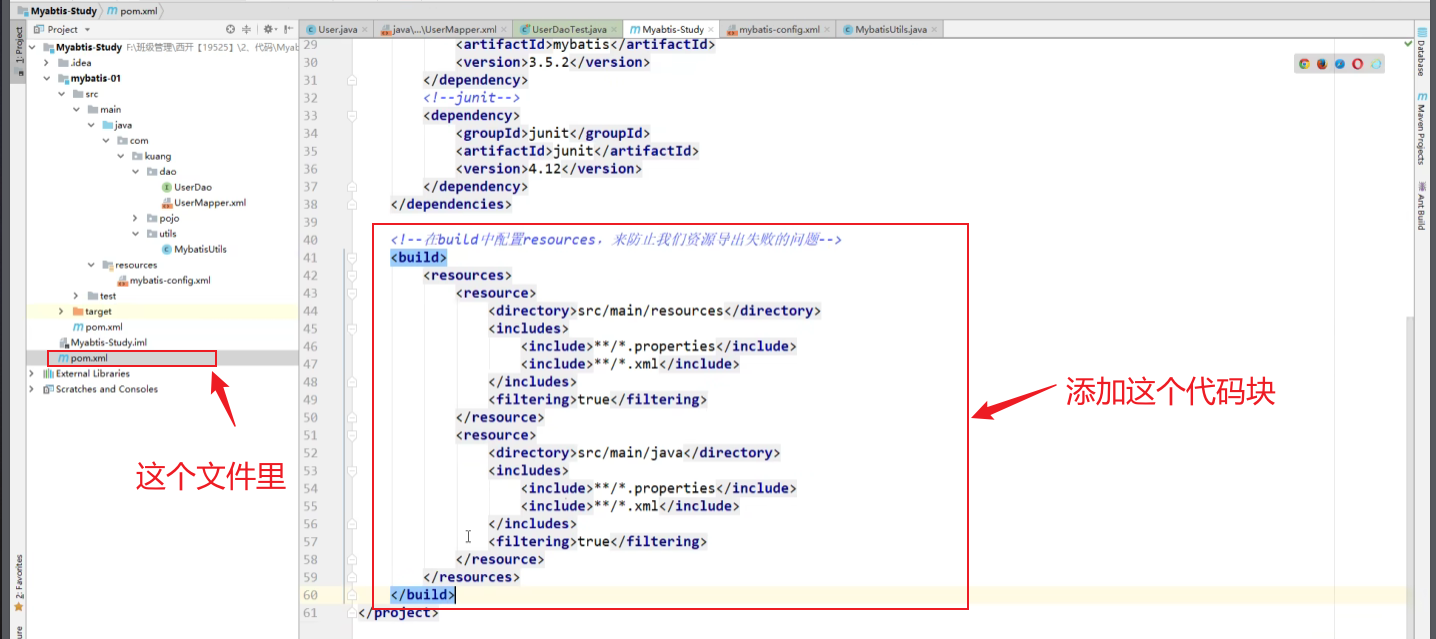 Myabtis-Study
pom.xml
Project
User.java
java\...\UserMapper.xml
UserDaoTest.java
Myabtis-Study
mybatis-config.xml
MybatisUtils.java
1: Project
Myabtis-Study F:\班级管理\西开【19525】\2、代码\Myab
.idea
mybatis-01
src
main
java
com
kuang
dao
UserDao
UserMapper.xml
pojo
utils
MybatisUtils
resources
mybatis-config.xml
test
target
pom.xml
Myabtis-Study.iml
pom.xml
External Libraries
Scratches and Consoles
这个文件里
2: Favorites
29 <artifactId>mybatis</artifactId>
30 <version>3.5.2</version>
31 </dependency>
32 <!--junit-->
33 <dependency>
34 <groupId>junit</groupId>
35 <artifactId>junit</artifactId>
36 <version>4.12</version>
37 </dependency>
38 </dependencies>
39
40 <!--在build中配置resources，来防止我们资源导出失败的问题-->
41 <build>
42 <resources>
43 <resource>
44 <directory>src/main/resources</directory>
45 <includes>
46 <include>**/*.properties</include>
47 <include>**/*.xml</include>
48 </includes>
49 <filtering>true</filtering>
50 </resource>
51 <resource>
52 <directory>src/main/java</directory>
53 <includes>
54 <include>**/*.properties</include>
55 <include>**/*.xml</include>
56 </includes>
57 <filtering>true</filtering>
58 </resource>
59 </resources>
60 </build>
61 </project>
添加这个代码块
Database
Maven Projects
Ant Build